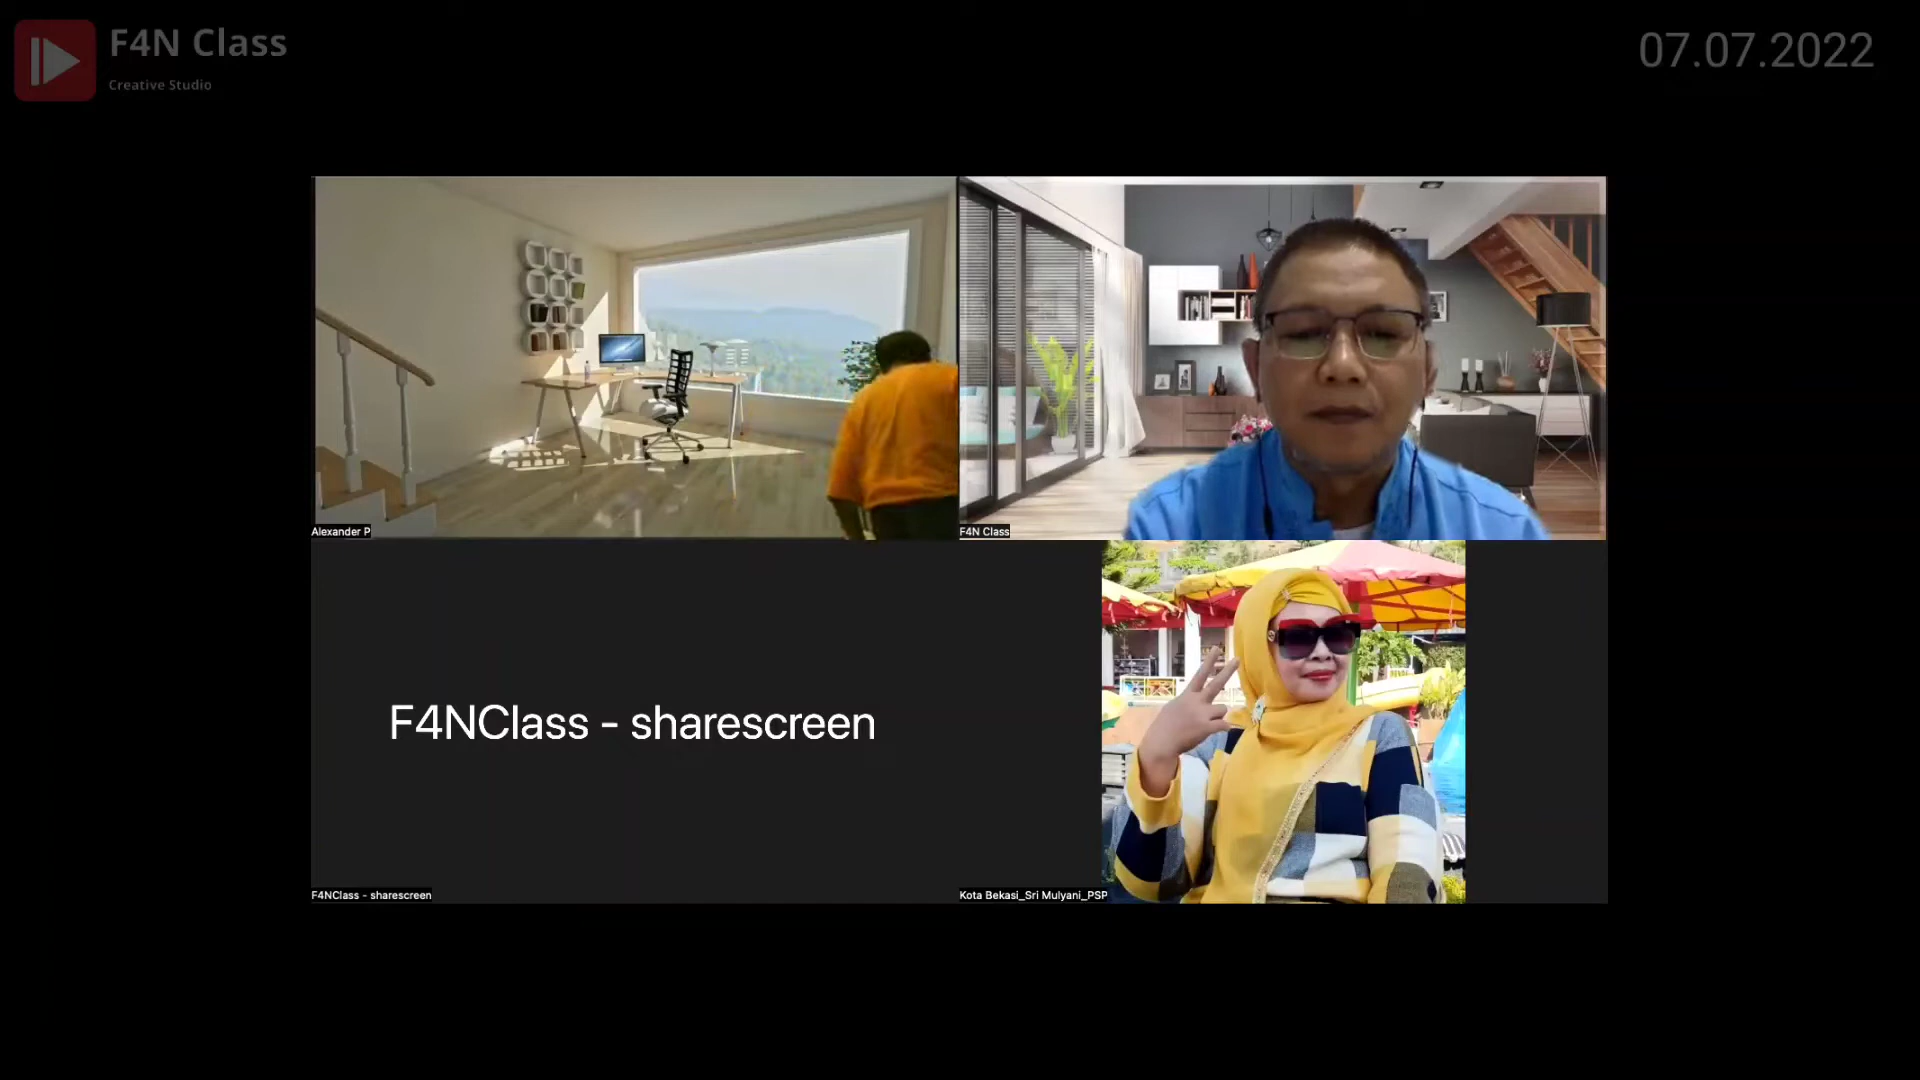 F4N Class
Creative Studio
07.07.2022
Alexander P
F4N Class
F4NClass - sharescreen
F4NClass - sharescreen
Kota Bekasi_Sri Mulyani_PSP